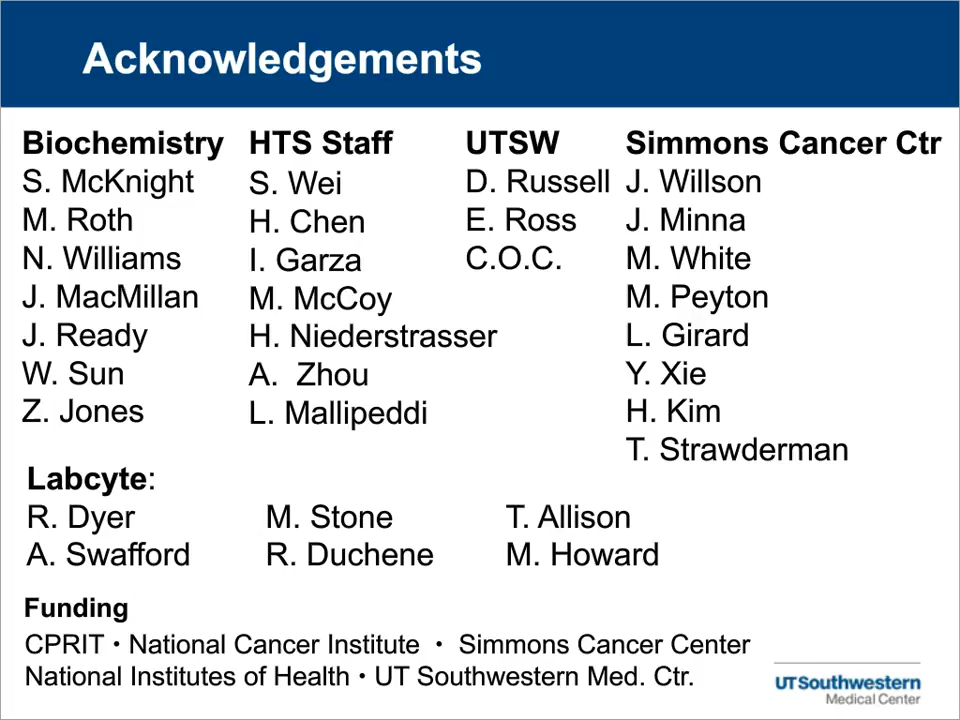 Acknowledgements
Biochemistry
S. McKnight
M. Roth
N. Williams
J. MacMillan
J. Ready
W. Sun
Z. Jones
HTS Staff
S. Wei
H. Chen
I. Garza
M. McCoy
H. Niederstrasser
A.  Zhou
L. Mallipeddi
UTSW
D. Russell
E. Ross
C.O.C.
Simmons Cancer Ctr
J. Willson
J. Minna
M. White
M. Peyton
L. Girard
Y. Xie
H. Kim
T. Strawderman
Labcyte:
R. Dyer M. Stone T. Allison
A. Swafford R. Duchene M. Howard
Funding
CPRIT • National Cancer Institute • Simmons Cancer Center
National Institutes of Health • UT Southwestern Med. Ctr.
UT Southwestern
Medical Center